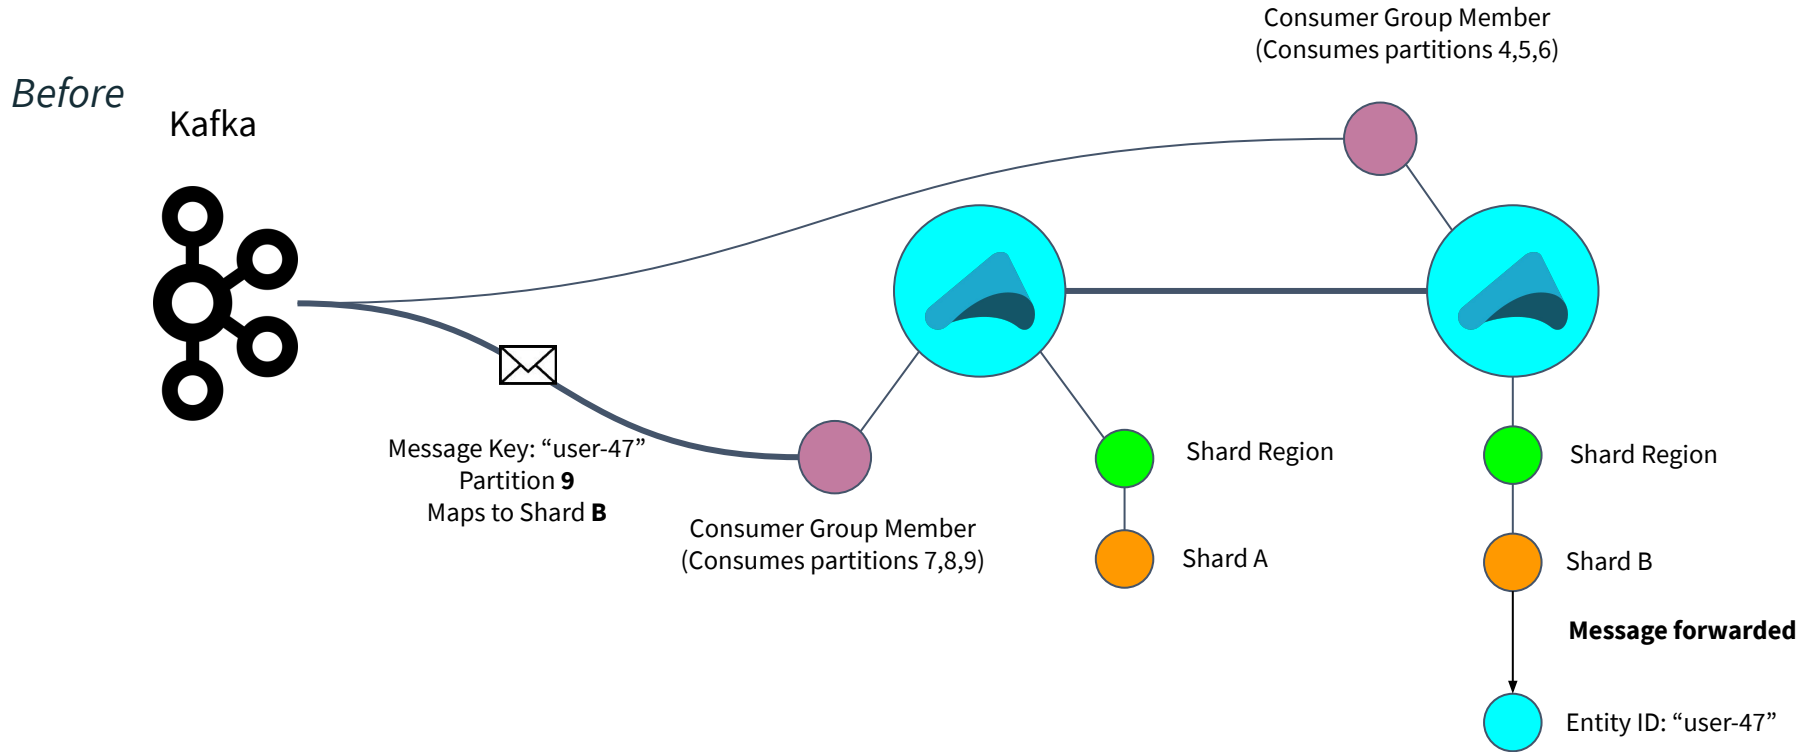 Before
Kafka
Consumer Group Member
(Consumes partitions 4,5,6)
Message Key: “user-47”
Partition 9
Maps to Shard B
Consumer Group Member
(Consumes partitions 7,8,9)
Shard Region
Shard A
Shard Region
Shard B
Message forwarded
Entity ID: “user-47”